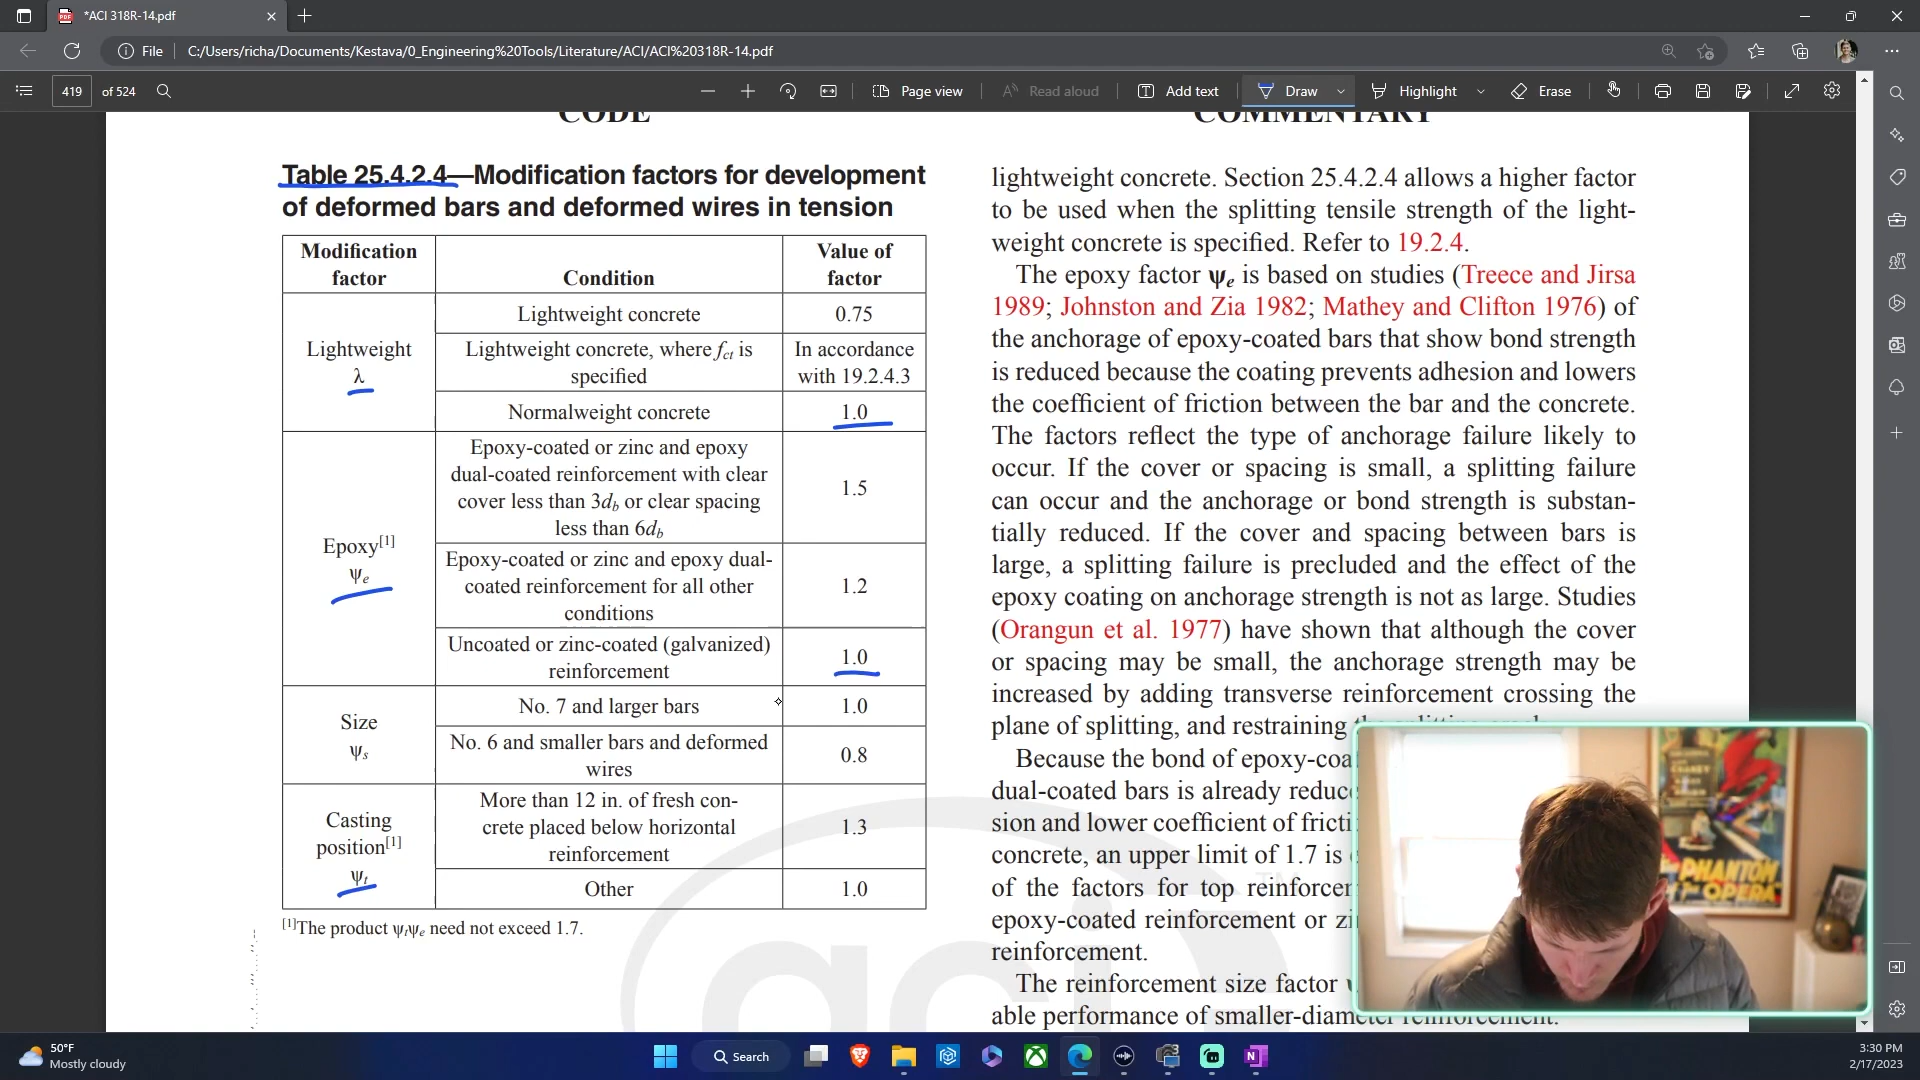 *ACI 318R-14.pdf
File
C:/Users/richa/Documents/Kestava/0_Engineering%20Tools/Literature/ACI/ACI%20318R-14.pdf
419 of 524
Page view
Read aloud
Add text
Draw
Highlight
Erase
CODE
Table 25.4.2.4—Modification factors for development
of deformed bars and deformed wires in tension
Modification
factor
Condition
Value of
factor
Lightweight
λ
Lightweight concrete
0.75
Lightweight concrete, where fct is
specified
In accordance
with 19.2.4.3
Normalweight concrete
1.0
Epoxy[1]
ψe
Epoxy-coated or zinc and epoxy
dual-coated reinforcement with clear
cover less than 3db or clear spacing
less than 6db
1.5
Epoxy-coated or zinc and epoxy dual-
coated reinforcement for all other
conditions
1.2
Uncoated or zinc-coated (galvanized)
reinforcement
1.0
Size
ψs
No. 7 and larger bars
1.0
No. 6 and smaller bars and deformed
wires
0.8
Casting
position[1]
ψt
More than 12 in. of fresh con-
crete placed below horizontal
reinforcement
1.3
Other
1.0
[1]The product ψtψe need not exceed 1.7.
aci
TM
COMMENTARY
lightweight concrete. Section 25.4.2.4 allows a higher factor
to be used when the splitting tensile strength of the light-
weight concrete is specified. Refer to 19.2.4.
The epoxy factor ψe is based on studies (Treece and Jirsa
1989; Johnston and Zia 1982; Mathey and Clifton 1976) of
the anchorage of epoxy-coated bars that show bond strength
is reduced because the coating prevents adhesion and lowers
the coefficient of friction between the bar and the concrete.
The factors reflect the type of anchorage failure likely to
occur. If the cover or spacing is small, a splitting failure
can occur and the anchorage or bond strength is substan-
tially reduced. If the cover and spacing between bars is
large, a splitting failure is precluded and the effect of the
epoxy coating on anchorage strength is not as large. Studies
(Orangun et al. 1977) have shown that although the cover
or spacing may be small, the anchorage strength may be
increased by adding transverse reinforcement crossing the
plane of splitting, and restraining
Because the bond of epoxy-coa
dual-coated bars is already reduc
sion and lower coefficient of fricti
concrete, an upper limit of 1.7 is
of the factors for top reinforcer
epoxy-coated reinforcement or zi
reinforcement.
The reinforcement size factor
able performance of smaller-diameter reinforcement.
PHANTOM
OF THE OPERA
50°F
Mostly cloudy
Search
3:30 PM
2/17/2023